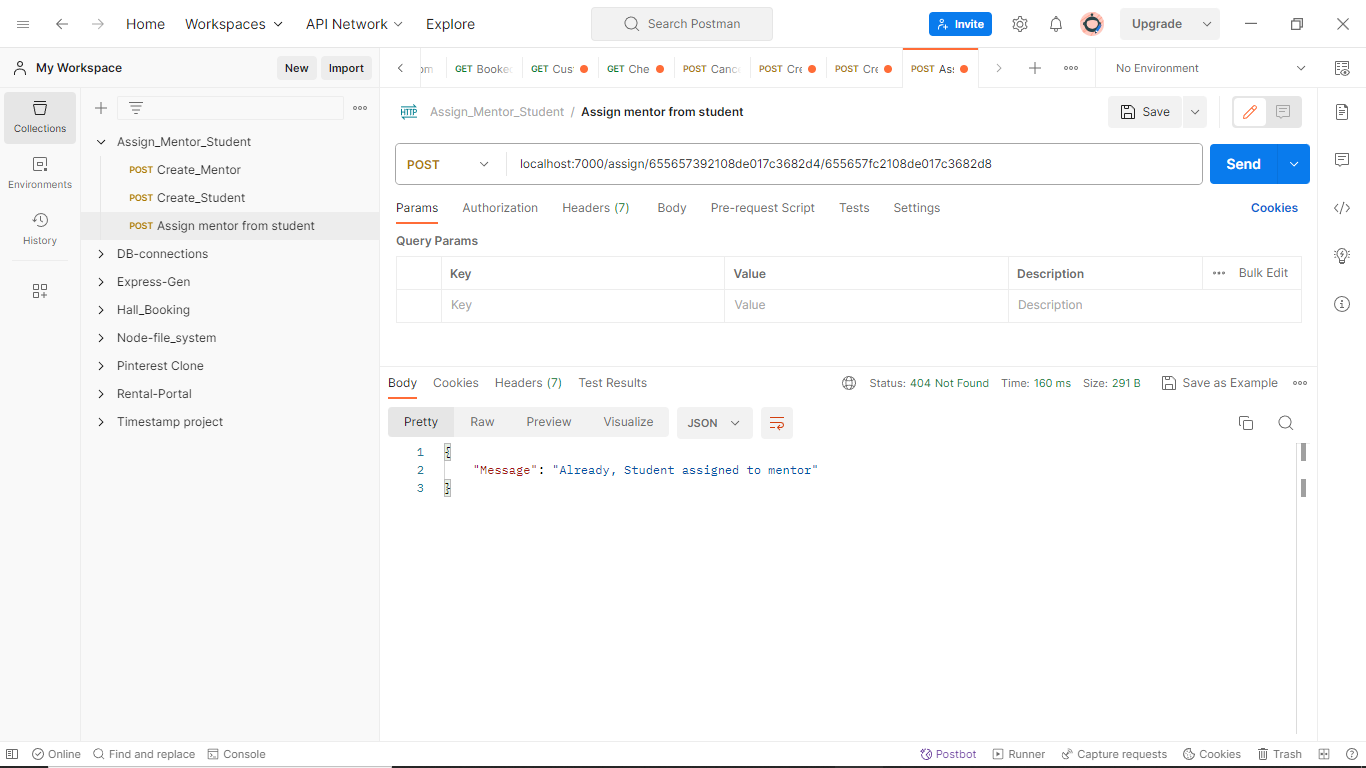 Home Workspaces API Network Explore Search Postman Invite Upgrade
My Workspace New Import
GET Booke GET Cus GET Che POST Canc POST Cre POST Cre POST Ass No Environment
Collections
Environments
History
Assign_Mentor_Student
POST Create_Mentor
POST Create_Student
POST Assign mentor from student
DB-connections
Express-Gen
Hall_Booking
Node-file_system
Pinterest Clone
Rental-Portal
Timestamp project
HTTP Assign_Mentor_Student / Assign mentor from student Save
POST localhost:7000/assign/655657392108de017c3682d4/655657fc2108de017c3682d8 Send
Params Authorization Headers (7) Body Pre-request Script Tests Settings Cookies
Query Params
Key Value Description Bulk Edit
Key Value Description
Body Cookies Headers (7) Test Results Status: 404 Not Found Time: 160 ms Size: 291 B Save as Example
Pretty Raw Preview Visualize JSON
1 {
2 "Message": "Already, Student assigned to mentor"
3 }
Online Find and replace Console Postbot Runner Capture requests Cookies Trash